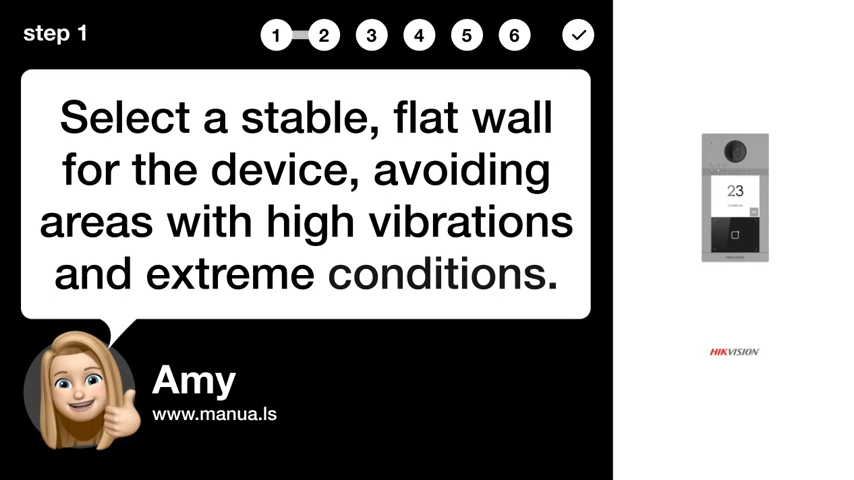 step 1
1 2 3 4 5 6
Select a stable, flat wall
for the device, avoiding
areas with high vibrations
and extreme conditions.
Amy
www.manua.ls
23
HIKVISION